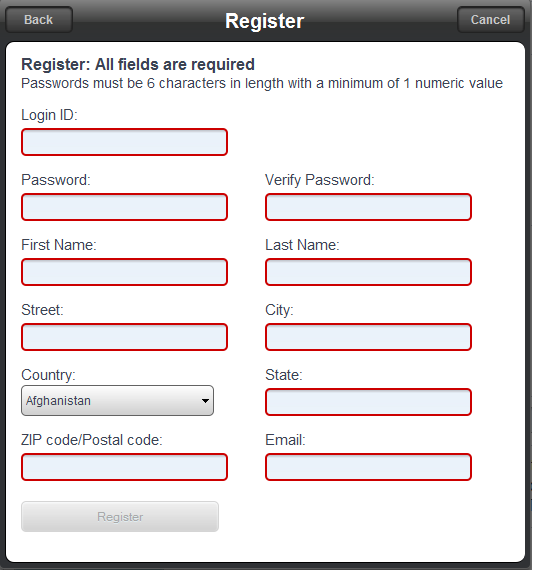 Back
Register
Cancel
Register: All fields are required
Passwords must be 6 characters in length with a minimum of 1 numeric value
Login ID:
Password:
Verify Password:
First Name:
Last Name:
Street:
City:
Country:
State:
Afghanistan
ZIP code/Postal code:
Email:
Register